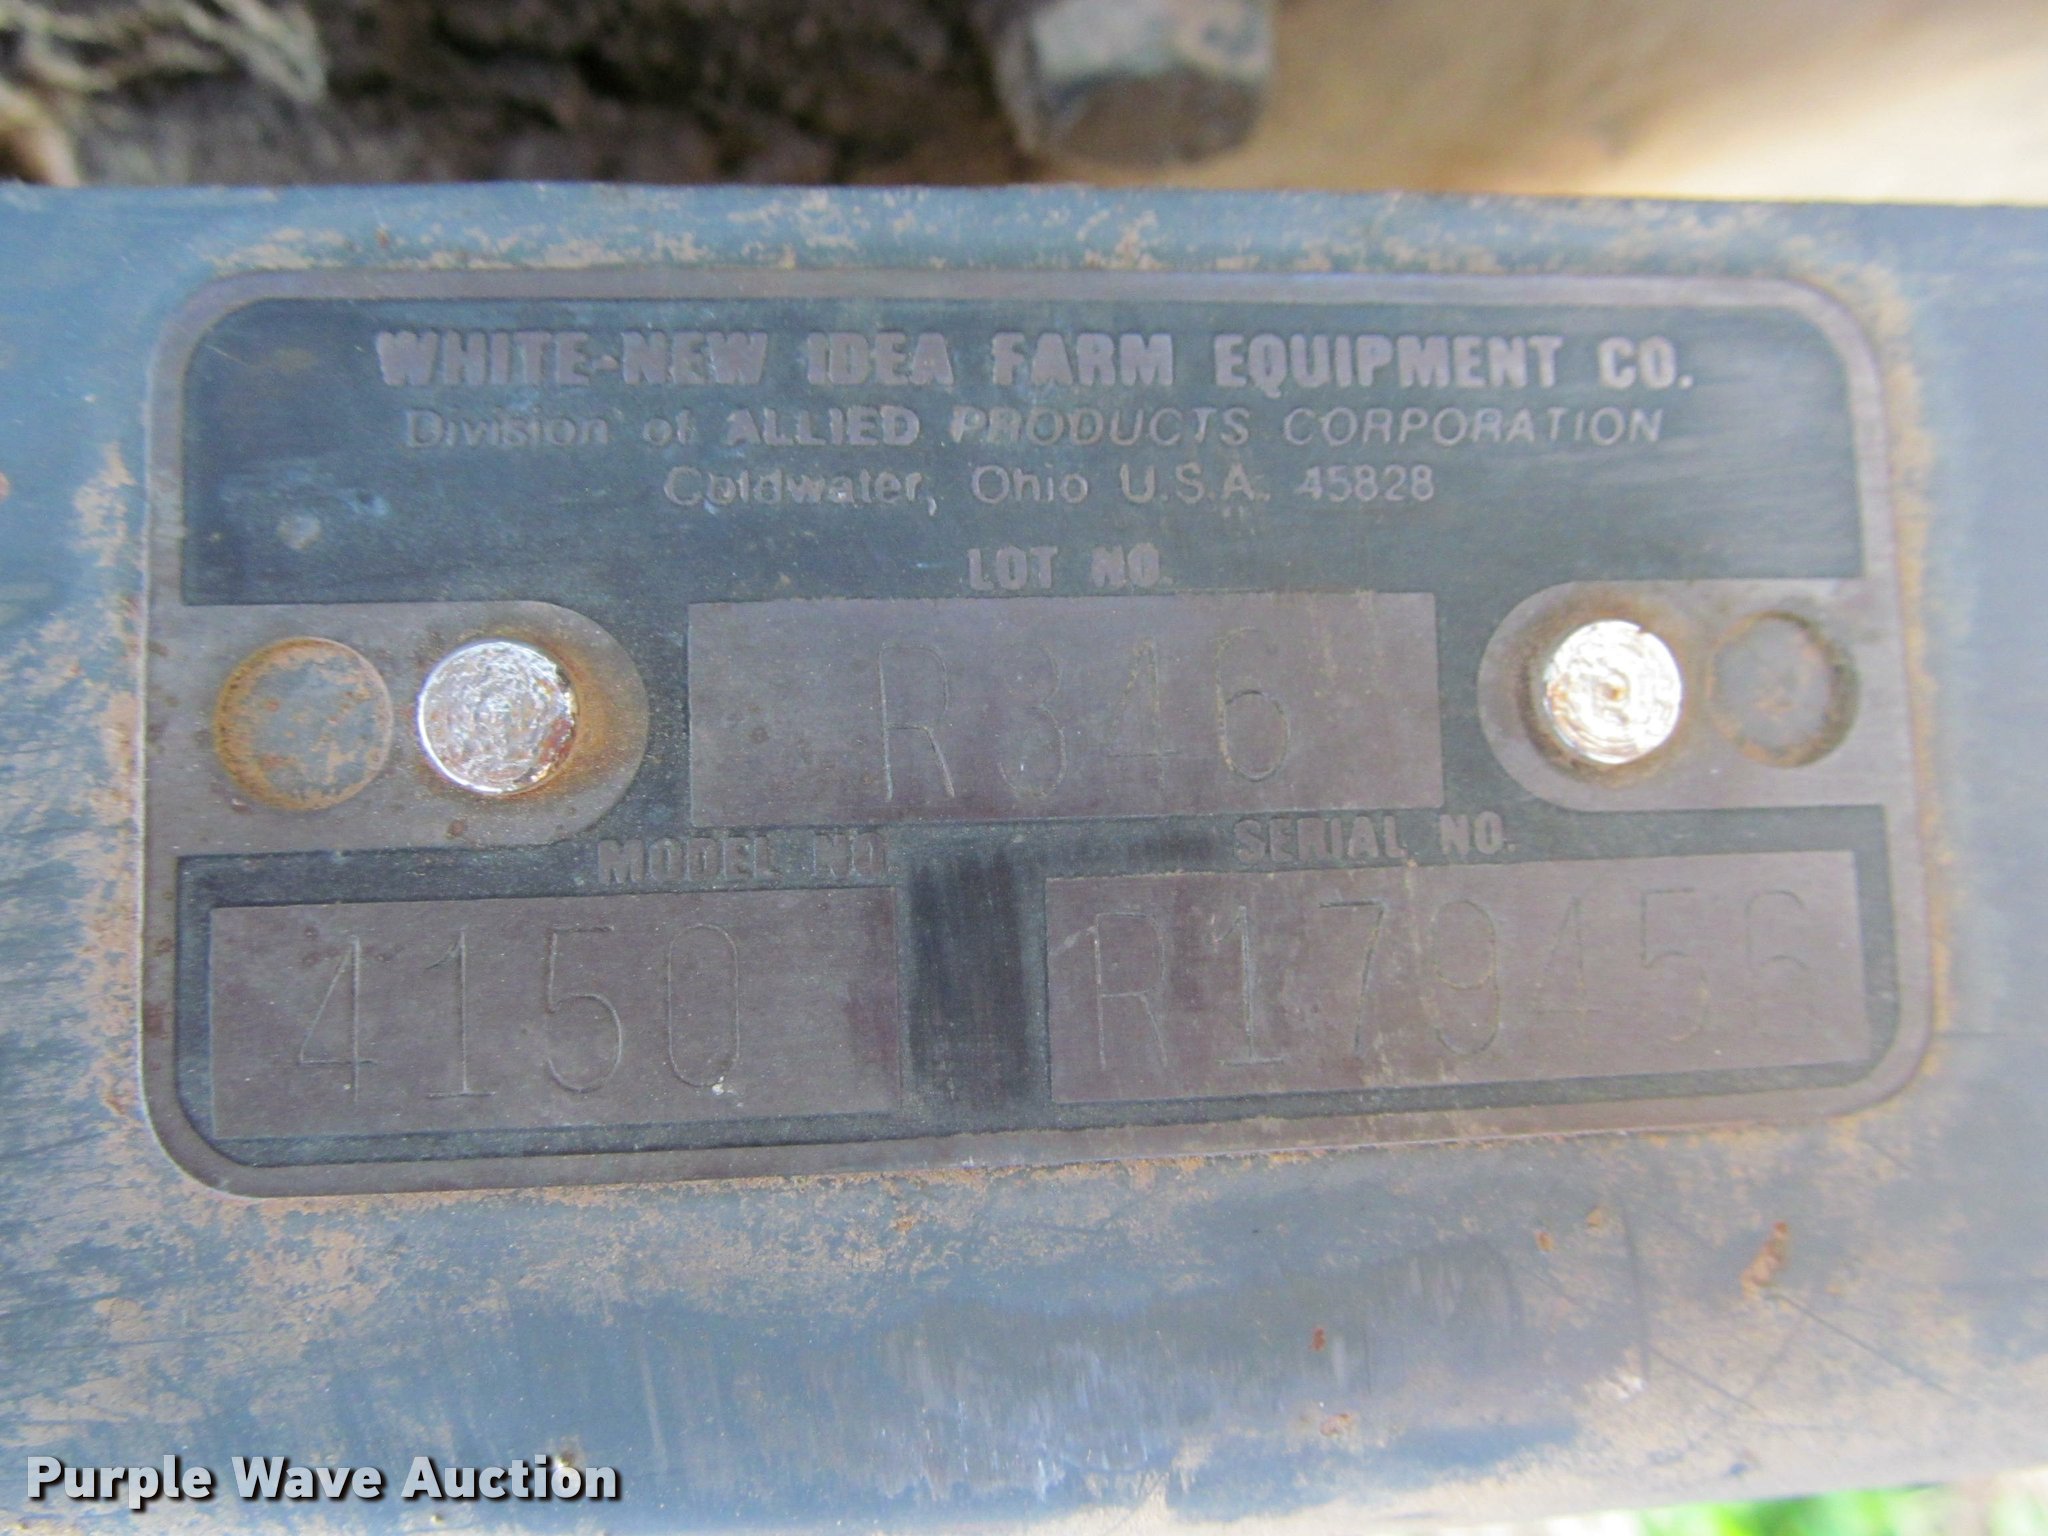 WHITE-NEW IDEA FARM EQUIPMENT CO.
Division of ALLIED PRODUCTS CORPORATION
Coldwater, Ohio U.S.A. 45828
LOT NO.
R346
MODEL NO. SERIAL NO.
4150 R179456
Purple Wave Auction